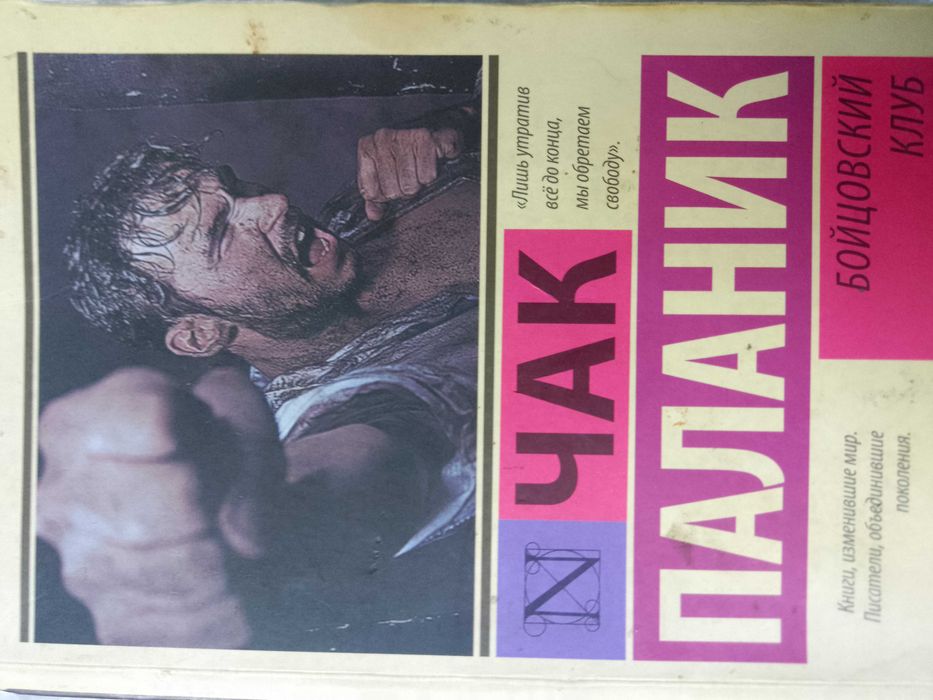 «Лишь утратив
всё до конца,
мы обретаем
свободу».
ЧАК
N
ПАЛАНИК
БОЙЦОВСКИЙ
КЛУБ
Книги, изменившие мир.
Писатели, объединившие
поколения.